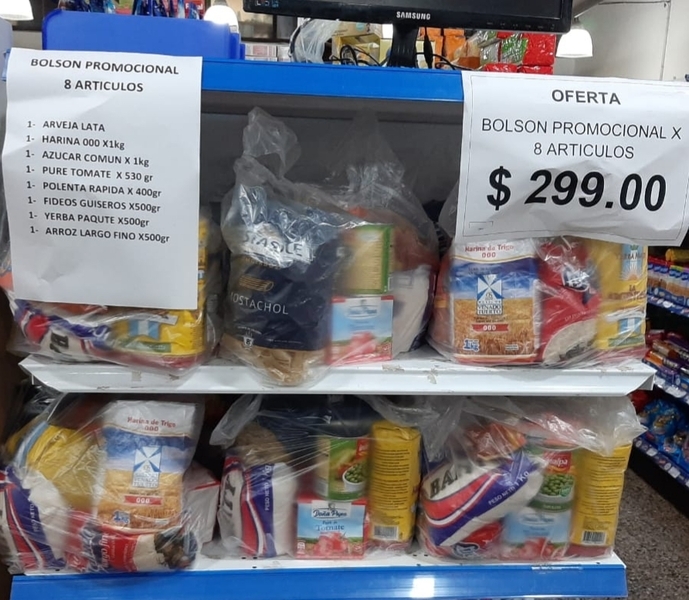 SAMSUNG
BOLSON PROMOCIONAL
8 ARTICULOS
1- ARVEJA LATA
1- HARINA 000 X1kg
1- AZUCAR COMUN X 1kg
1- PURE TOMATE X 530 gr
1- POLENTA RAPIDA X 400gr
1- FIDEOS GUISEROS X500gr
1- YERBA PAQUTE X500gr
1- ARROZ LARGO FINO X500gr
OFERTA
BOLSON PROMOCIONAL X
8 ARTICULOS
$ 299.00
Harina de Trigo
000
000
Harina de Trigo
000
000